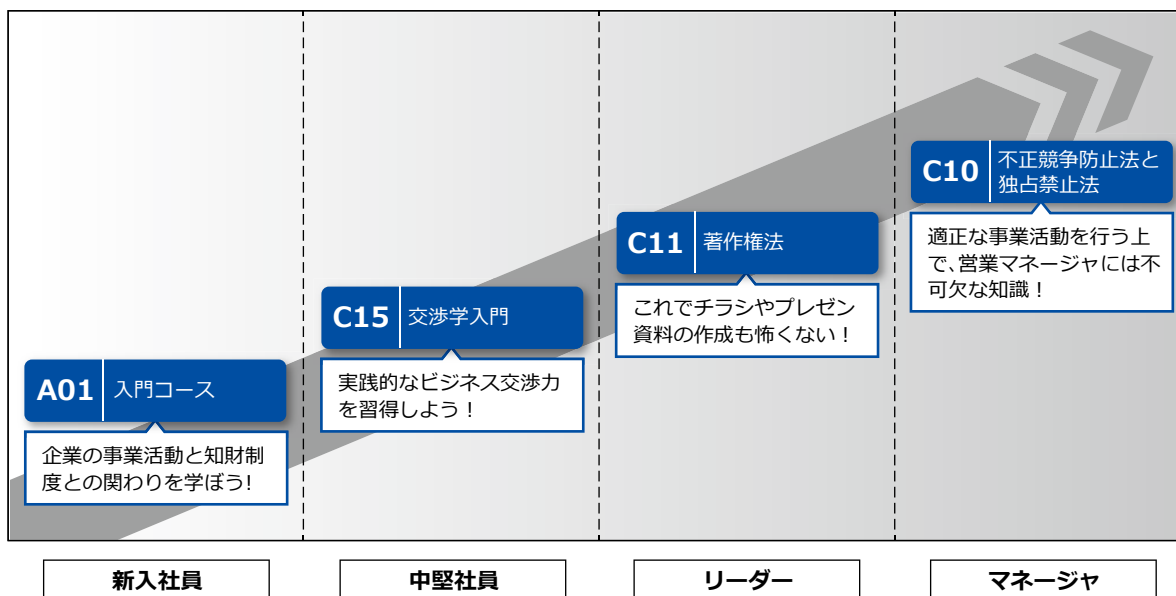 C10
不正競争防止法と
独占禁止法
適正な事業活動を行う上
で、営業マネージャには不
可欠な知識！
C11
著作権法
これでチラシやプレゼン
資料の作成も怖くない！
C15
交渉学入門
実践的なビジネス交渉力
を習得しよう！
A01
入門コース
企業の事業活動と知財制
度との関わりを学ぼう!
新入社員
中堅社員
リーダー
マネージャ